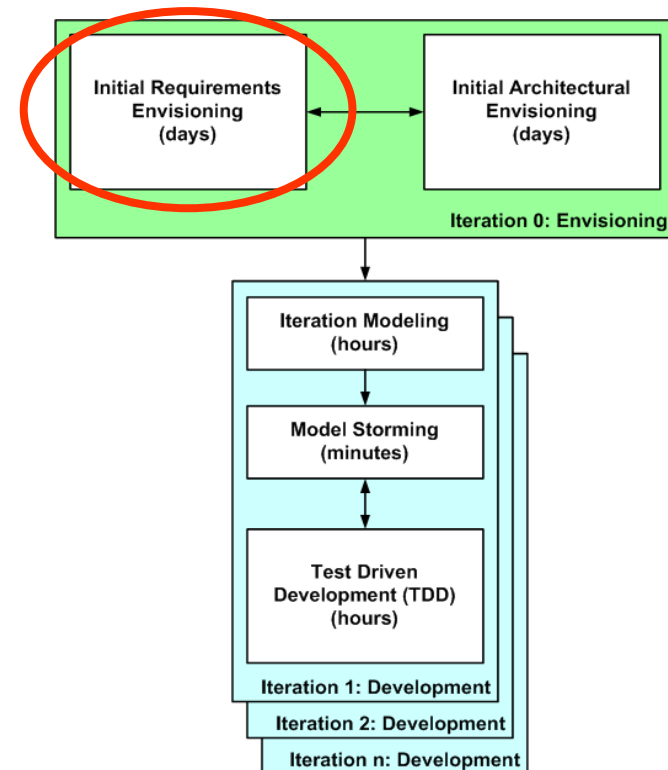 Initial Requirements
Envisioning
(days)
Initial Architectural
Envisioning
(days)
Iteration 0: Envisioning
Iteration Modeling
(hours)
Model Storming
(minutes)
Test Driven
Development (TDD)
(hours)
Iteration 1: Development
Iteration 2: Development
Iteration n: Development